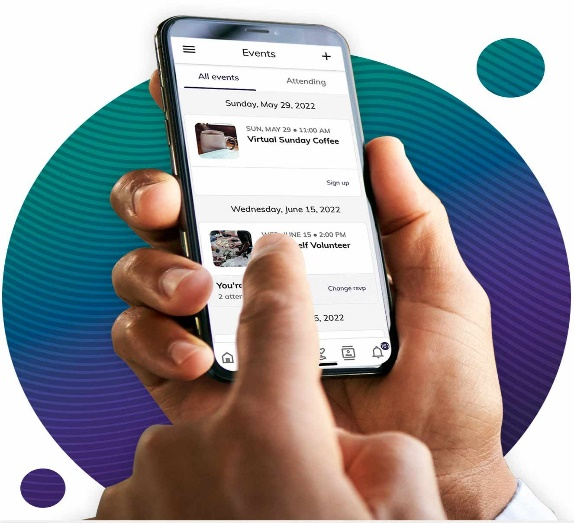 Events +
All events Attending
Sunday, May 29, 2022
SUN, MAY 29 • 11:00 AM
Virtual Sunday Coffee
Sign up
Wednesday, June 15, 2022
JUNE 15 • 2:00 PM
elf Volunteer
You're
2 atten
Change rsvp
5, 2022